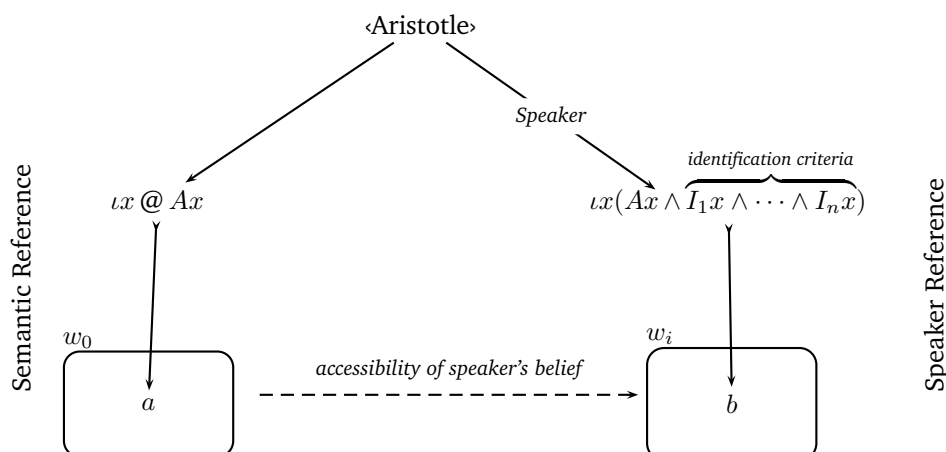 ‹Aristotle›
Speaker
identification criteria
ιx @ Ax
ιx(Ax ∧ I₁x ∧ ⋯ ∧ Iₙx)
Semantic Reference
Speaker Reference
w₀
wᵢ
accessibility of speaker’s belief
a
b